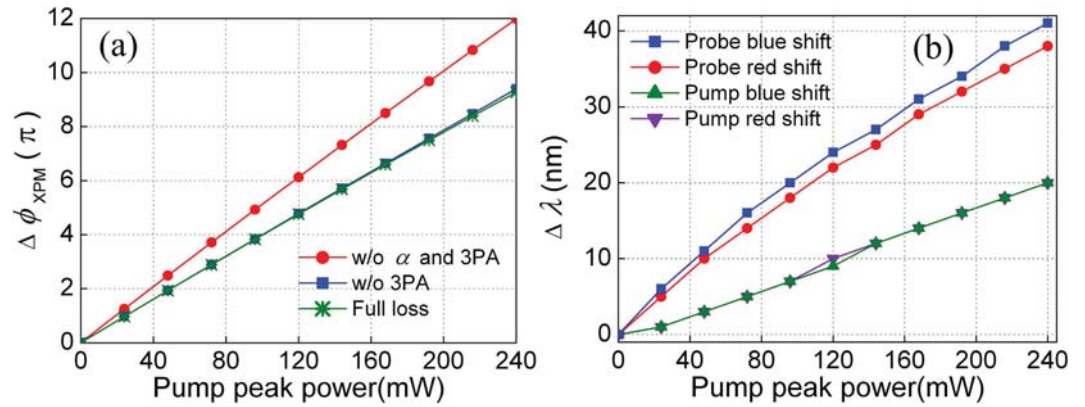 (a)
12
10
8
6
4
2
0
Δ ϕ XPM ( π )
w/o α and 3PA
w/o 3PA
Full loss
0 40 80 120 160 200 240
Pump peak power(mW)
(b)
Probe blue shift
Probe red shift
Pump blue shift
Pump red shift
40
30
20
10
0
Δ λ (nm)
0 40 80 120 160 200 240
Pump peak power(mW)